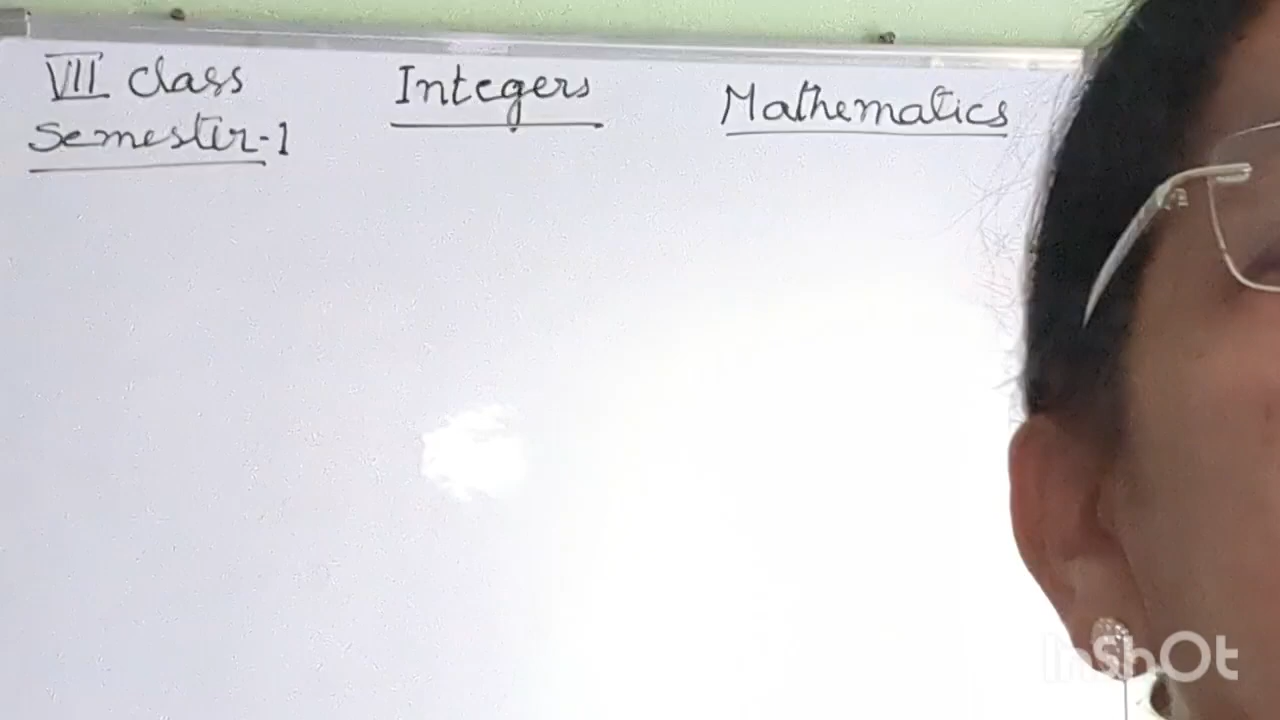 VII class
Semester-1
Integers
Mathematics
InShOt